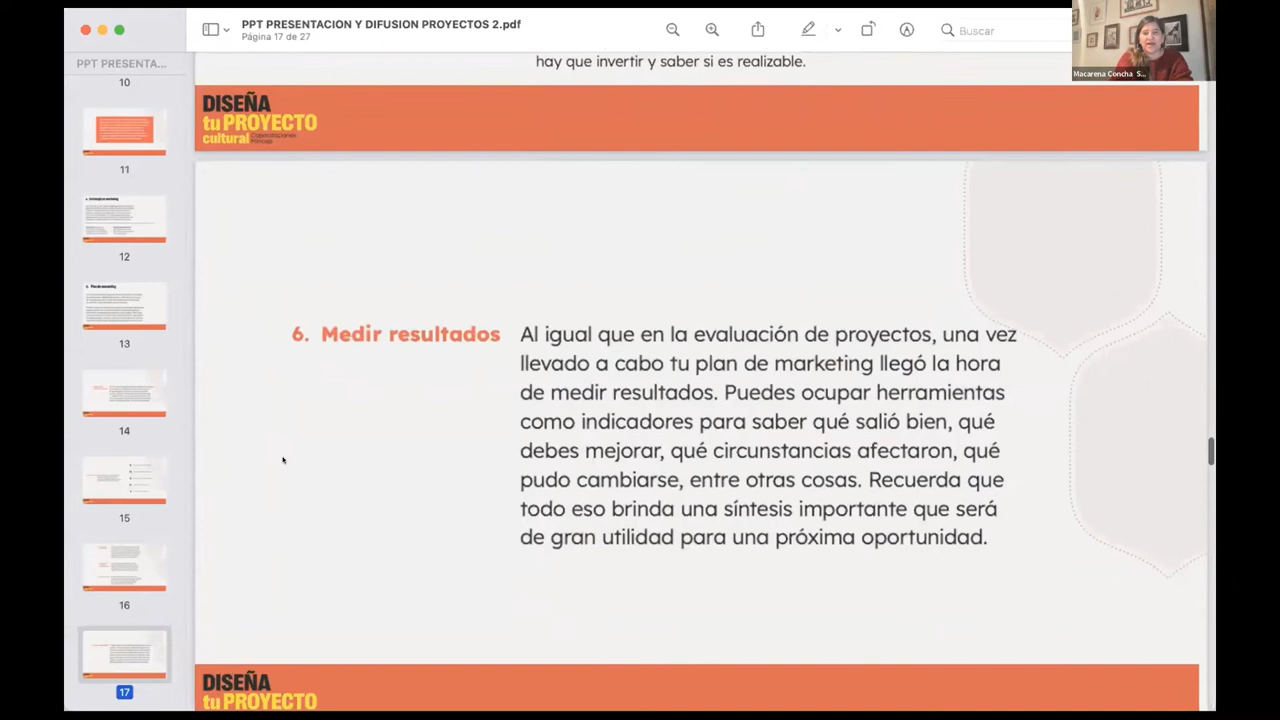 PPT PRESENTACION Y DIFUSION PROYECTOS 2.pdf
Página 17 de 27
Buscar
Macarena Concha S...
PPT PRESENTA...
10
11
12
13
14
15
16
17
hay que invertir y saber si es realizable.
DISEÑA
tu PROYECTO
cultural Capacitaciones
Mincap
6. Medir resultados
Al igual que en la evaluación de proyectos, una vez
llevado a cabo tu plan de marketing llegó la hora
de medir resultados. Puedes ocupar herramientas
como indicadores para saber qué salió bien, qué
debes mejorar, qué circunstancias afectaron, qué
pudo cambiarse, entre otras cosas. Recuerda que
todo eso brinda una síntesis importante que será
de gran utilidad para una próxima oportunidad.
DISEÑA
tu PROYECTO